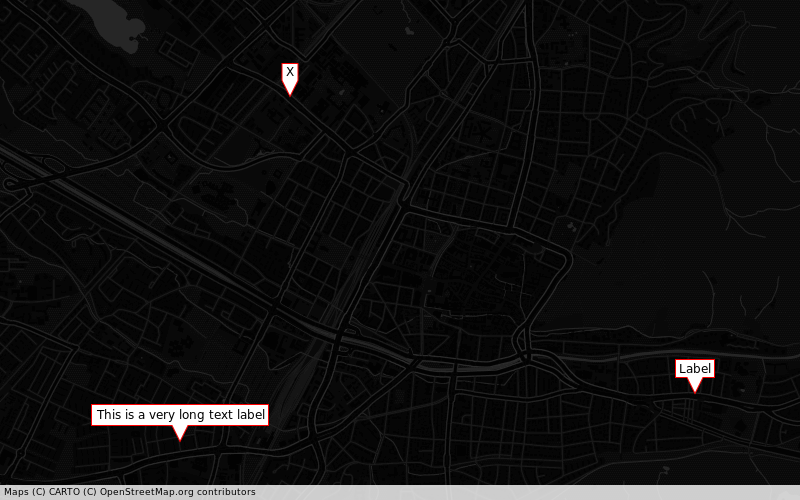 X
Label
This is a very long text label
Maps (C) CARTO (C) OpenStreetMap.org contributors